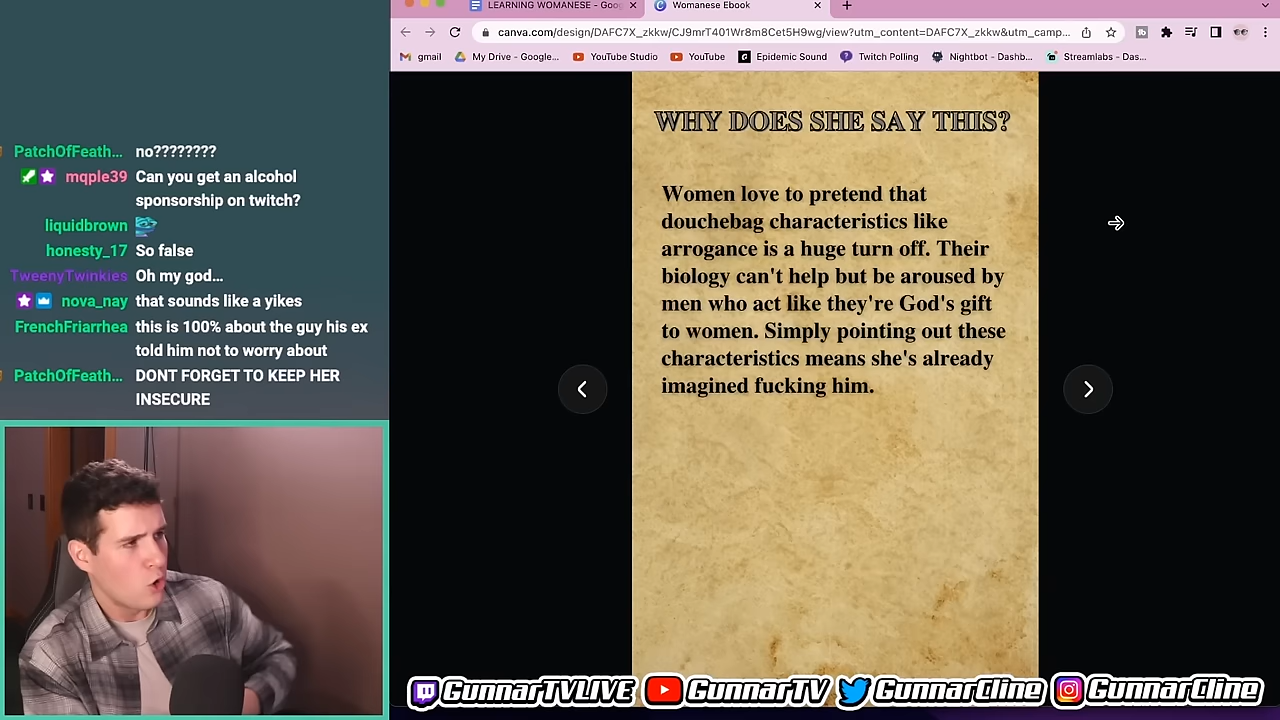 LEARNING WOMANESE - Goo
Womanese Ebook
canva.com/design/DAFC7X_zkkw/CJ9mrT401Wr8m8Cet5H9wg/view?utm_content=DAFC7X_zkkw&utm_camp...
gmail
My Drive - Google...
YouTube Studio
YouTube
Epidemic Sound
Twitch Polling
Nightbot - Dashb...
Streamlabs - Das...
PatchOfFeath... no????????
mqple39 Can you get an alcohol
sponsorship on twitch?
liquidbrown
honesty_17 So false
TweenyTwinkies Oh my god...
nova_nay that sounds like a yikes
FrenchFriarrhea this is 100% about the guy his ex
told him not to worry about
PatchOfFeath... DONT FORGET TO KEEP HER
INSECURE
WHY DOES SHE SAY THIS?
Women love to pretend that
douchebag characteristics like
arrogance is a huge turn off. Their
biology can't help but be aroused by
men who act like they're God's gift
to women. Simply pointing out these
characteristics means she's already
imagined fucking him.
GunnarTVLIVE
GunnarTV
GunnarCline
GunnarCline